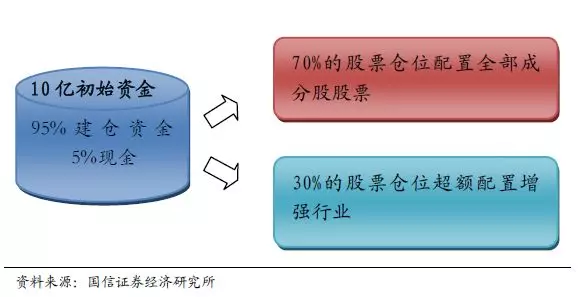 10亿初始资金
95%建仓资金
5%现金
70%的股票仓位配置全部成
分股股票
30%的股票仓位超额配置增
强行业
资料来源：国信证券经济研究所